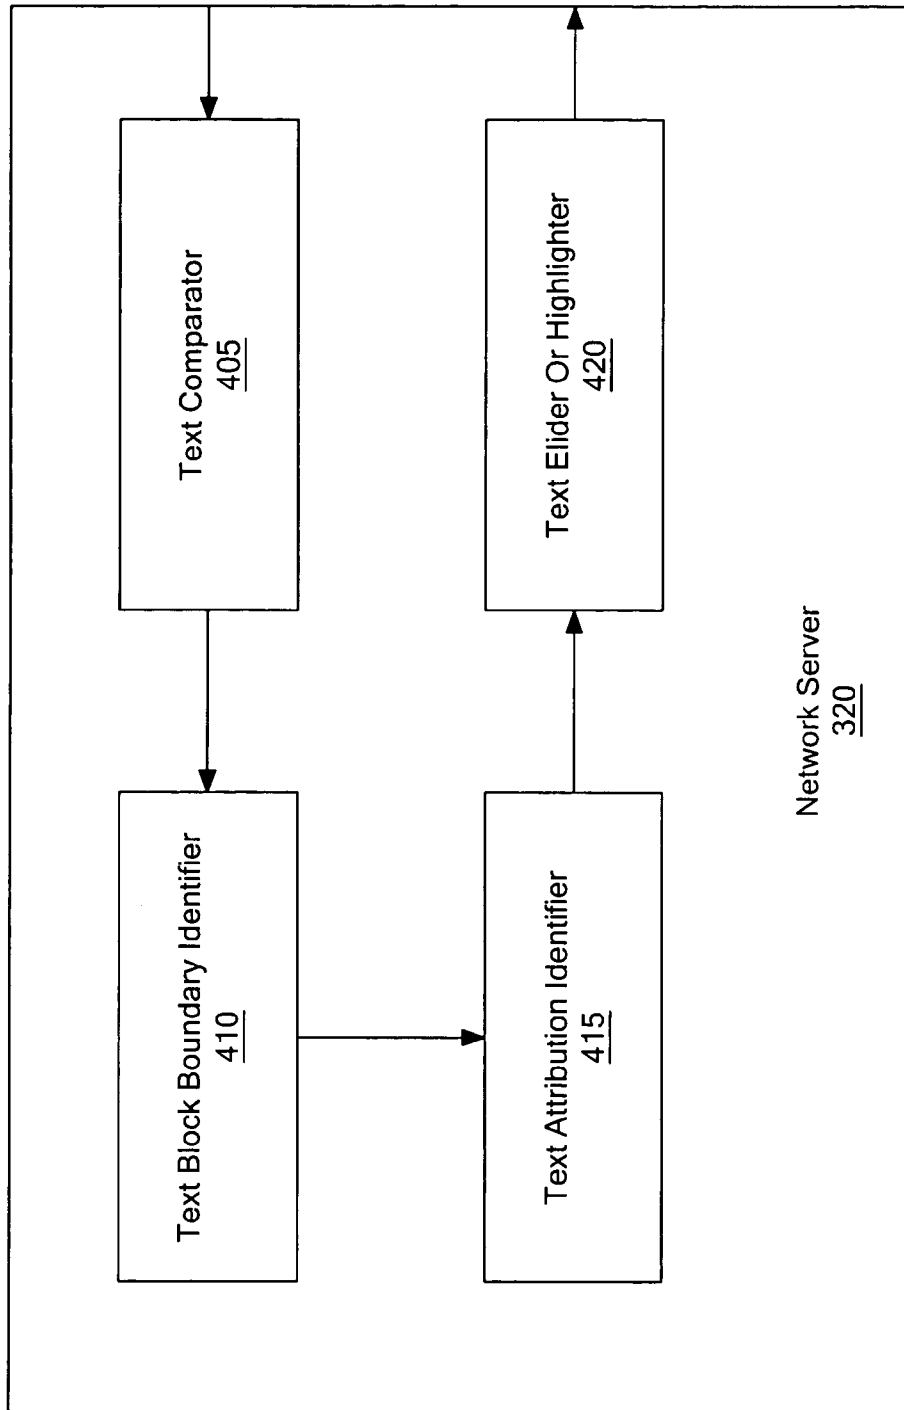 Text Comparator
405
Text Block Boundary Identifier
410
Text Attribution Identifier
415
Text Elider Or Highlighter
420
Network Server
320